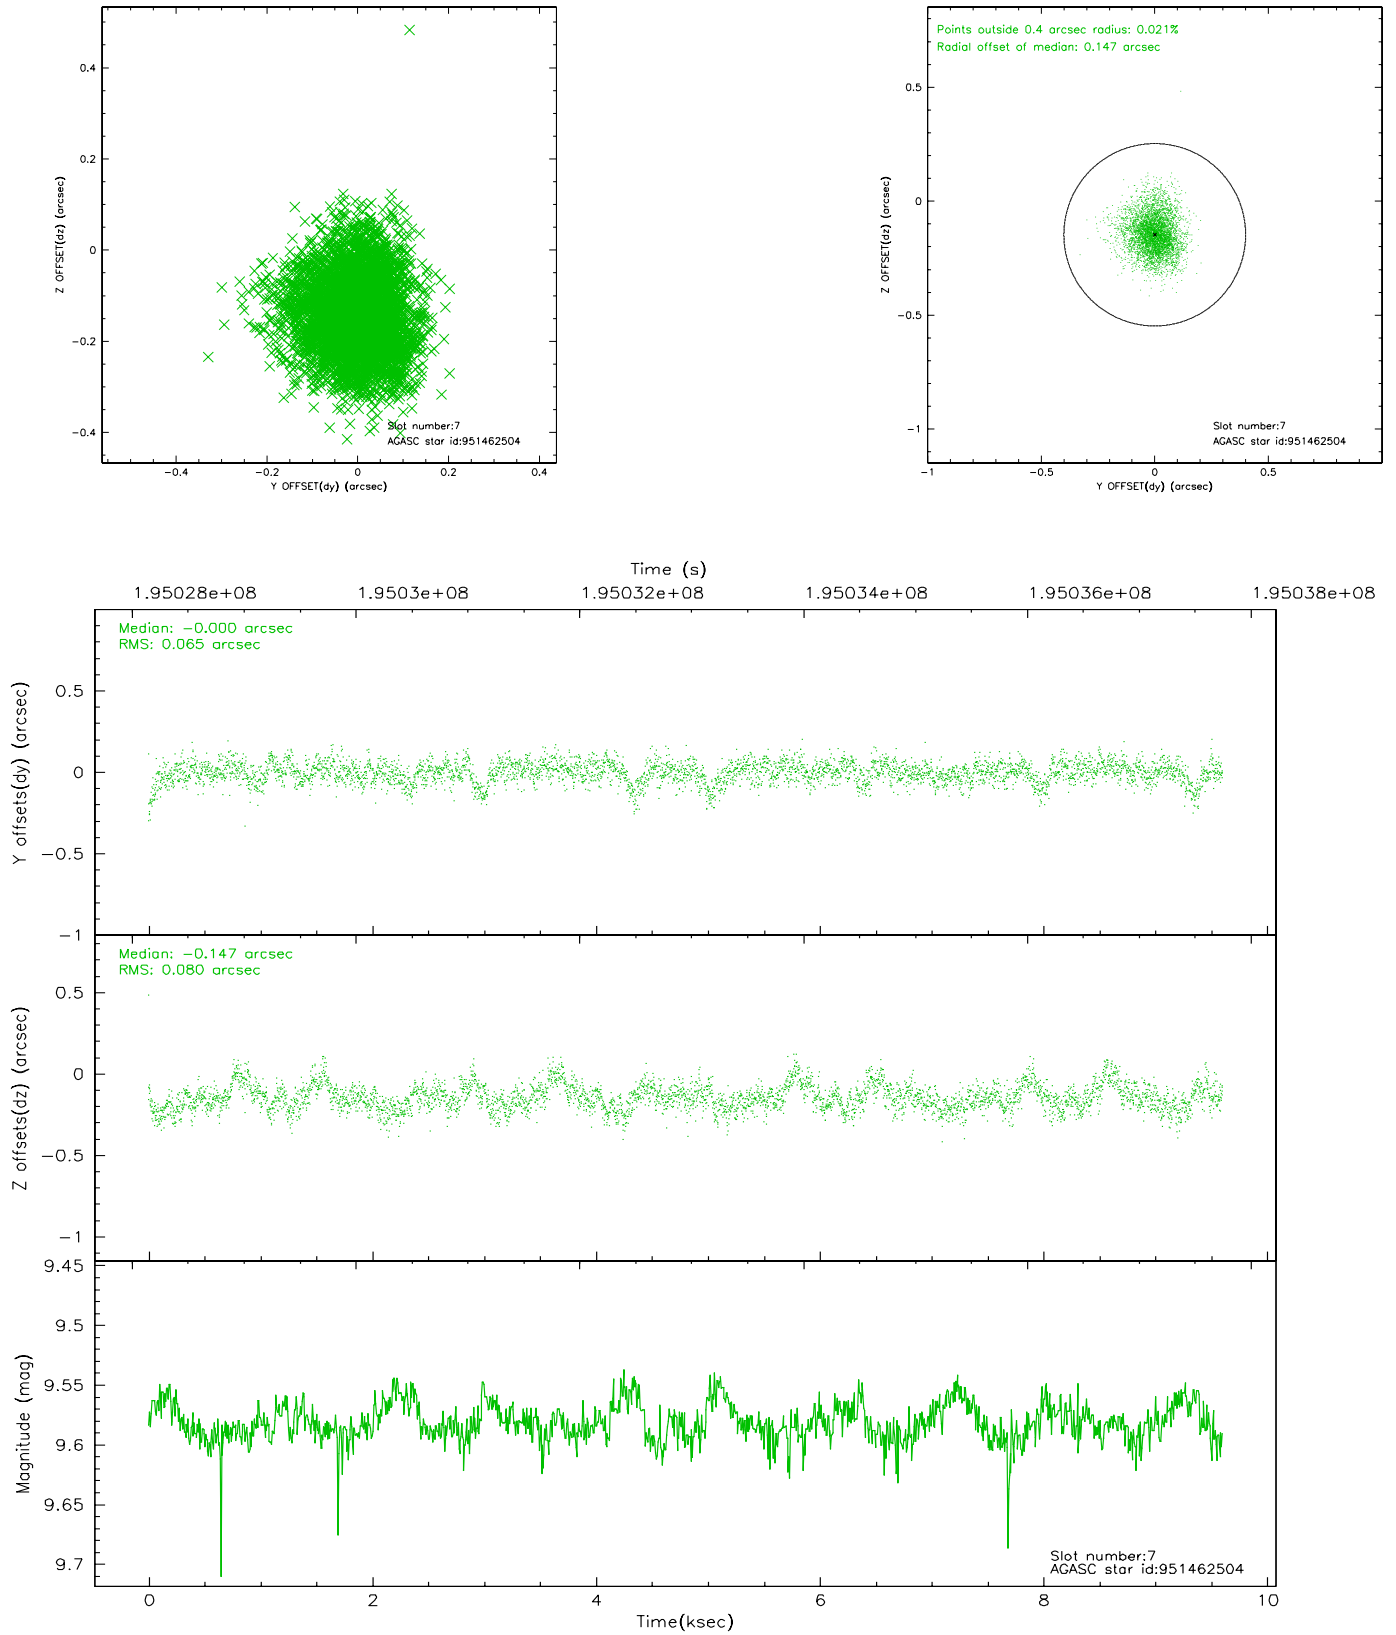 0.4
0.2
0
−0.2
−0.4
Z OFFSET(dz) (arcsec)
Slot number:7
AGASC star id:951462504
−0.4
−0.2
0
0.2
0.4
Y OFFSET(dy) (arcsec)
Points outside 0.4 arcsec radius: 0.021%
Radial offset of median: 0.147 arcsec
0.5
0
−0.5
−1
Z OFFSET(dz) (arcsec)
Slot number:7
AGASC star id:951462504
−1
−0.5
0
0.5
Y OFFSET(dy) (arcsec)
Time (s)
1.95028e+08
1.9503e+08
1.95032e+08
1.95034e+08
1.95036e+08
1.95038e+08
Median: −0.000 arcsec
RMS: 0.065 arcsec
0.5
0
−0.5
−1
Y offsets(dy) (arcsec)
Median: −0.147 arcsec
RMS: 0.080 arcsec
0.5
0
−0.5
−1
Z offsets(dz) (arcsec)
9.45
9.5
9.55
9.6
9.65
9.7
Magnitude (mag)
Slot number:7
AGASC star id:951462504
0
2
4
6
8
10
Time(ksec)